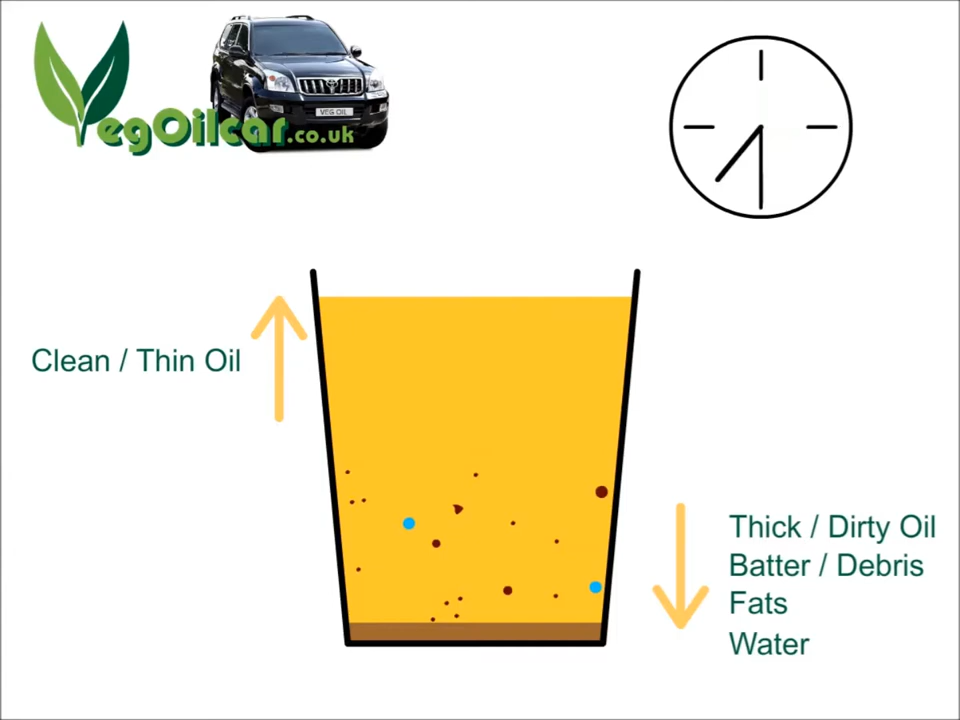 VegOilcar.co.uk
VEG OIL
Clean / Thin Oil
Thick / Dirty Oil
Batter / Debris
Fats
Water